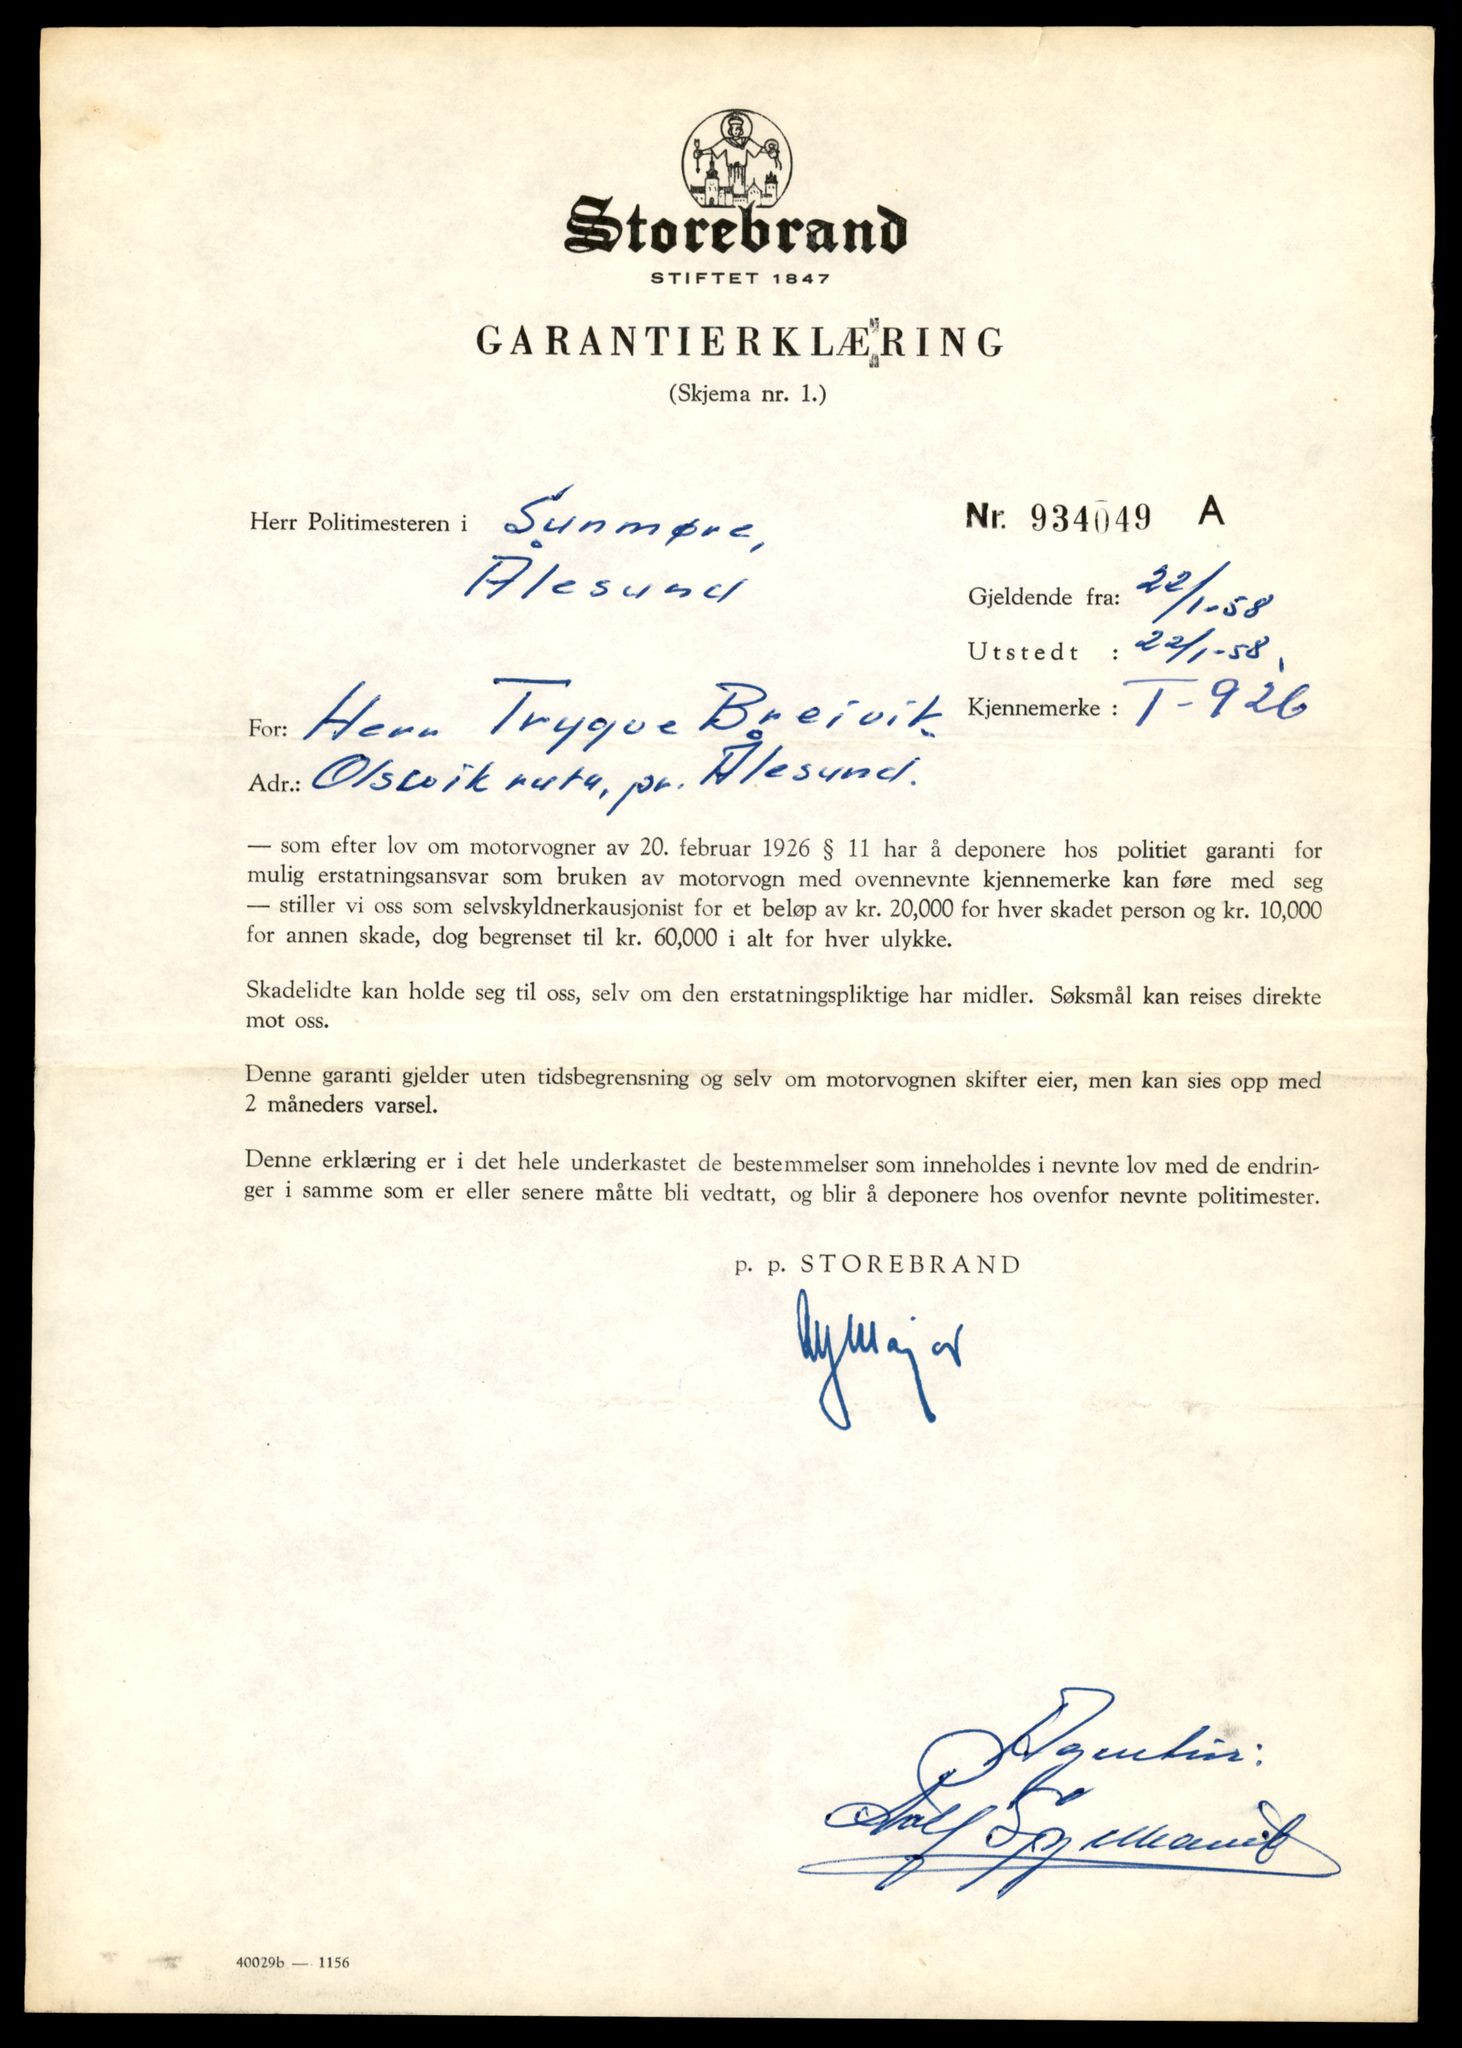 Storebrand
STIFTET 1847
GARANTIERKLÆRING
(Skjema nr. 1.)
Herr Politimesteren i Sunnmøre,
Ålesund
Nr. 934049 A
Gjeldende fra: 22/1-58
Utstedt : 22/1-58.
Kjennemerke : T-926
For: Herr Trygve Breivik.
Adr.: Olsvik ruta, pr. Ålesund.
— som efter lov om motorvogner av 20. februar 1926 § 11 har å deponere hos politiet garanti for
mulig erstatningsansvar som bruken av motorvogn med ovennevnte kjennemerke kan føre med seg
— stiller vi oss som selvskyldnerkausjonist for et beløp av kr. 20,000 for hver skadet person og kr. 10,000
for annen skade, dog begrenset til kr. 60,000 i alt for hver ulykke.
Skadelidte kan holde seg til oss, selv om den erstatningspliktige har midler. Søksmål kan reises direkte
mot oss.
Denne garanti gjelder uten tidsbegrensning og selv om motorvognen skifter eier, men kan sies opp med
2 måneders varsel.
Denne erklæring er i det hele underkastet de bestemmelser som inneholdes i nevnte lov med de endrin-
ger i samme som er eller senere måtte bli vedtatt, og blir å deponere hos ovenfor nevnte politimester.
p. p. STOREBRAND
Agentur:
40029b — 1156